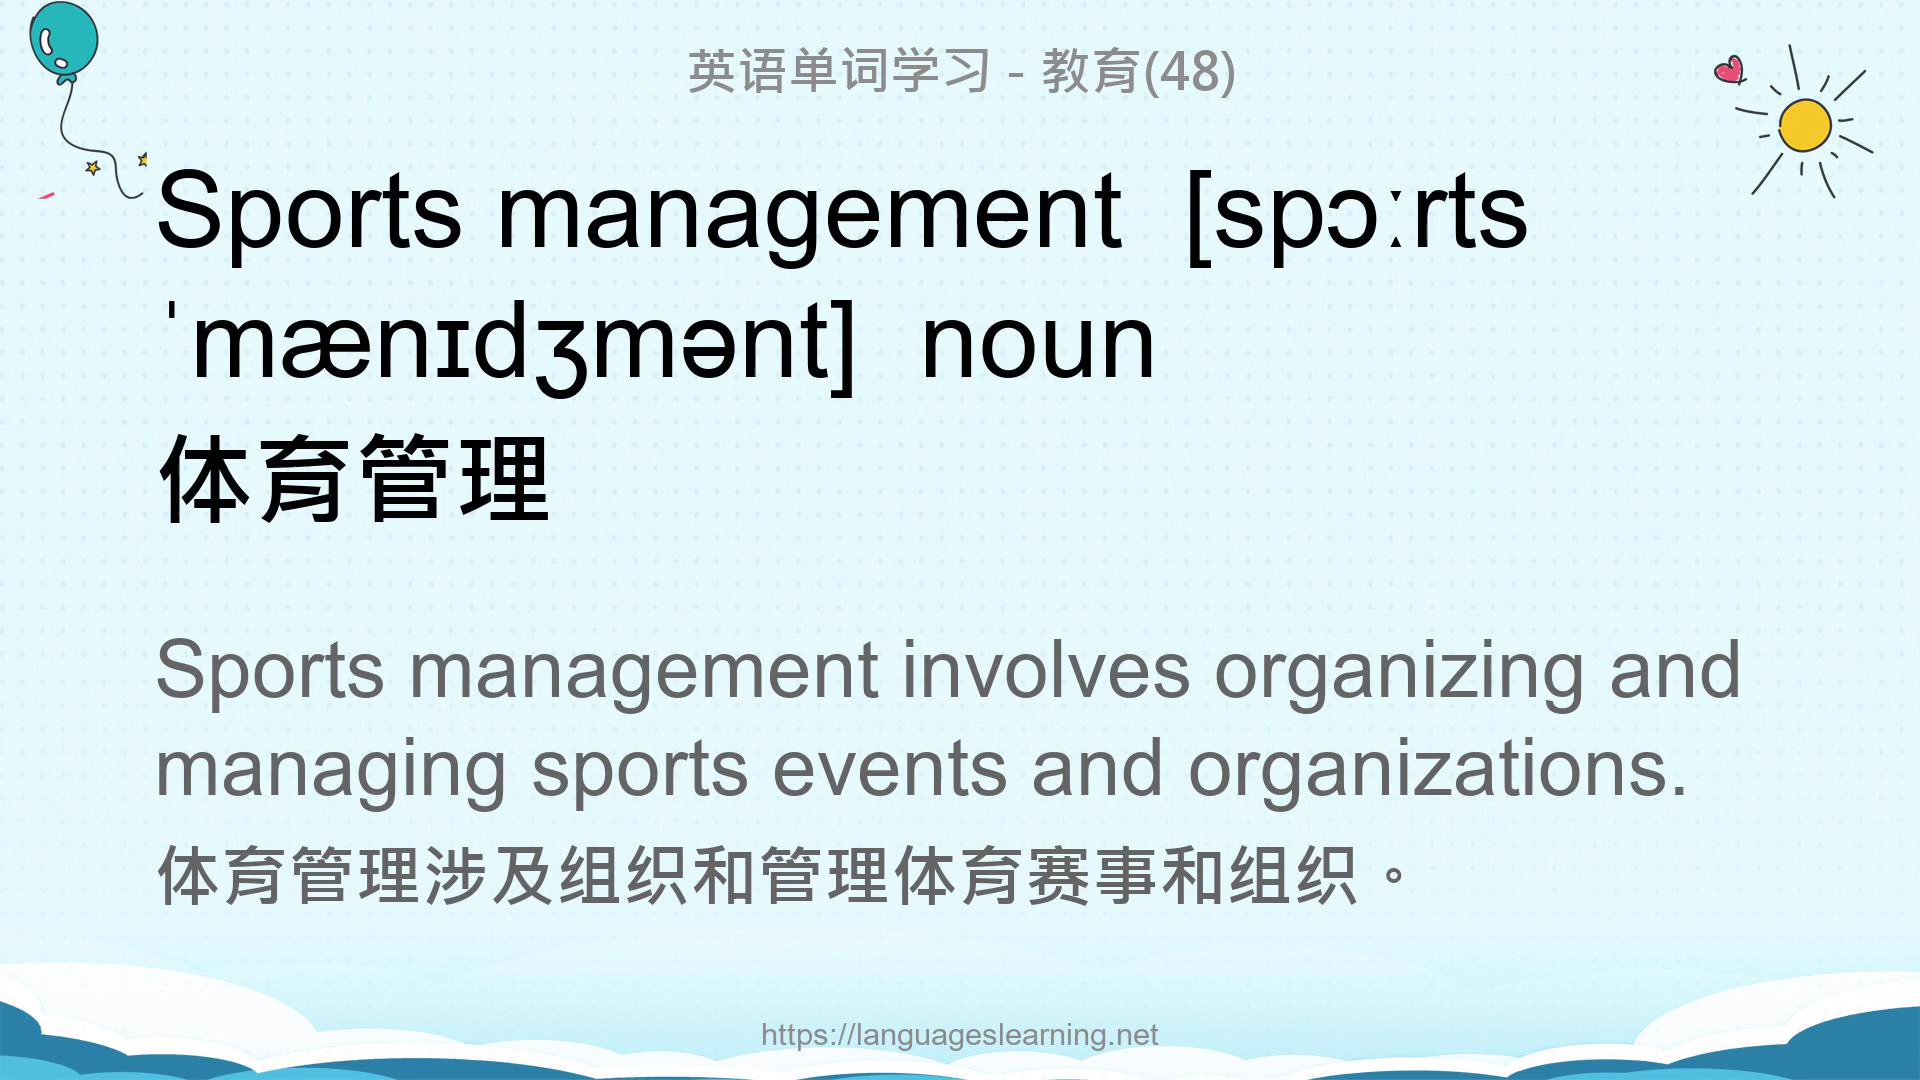 英语单词学习 - 教育(48)
Sports management  [spɔːrts
ˈmænɪdʒmənt]  noun
体育管理
Sports management involves organizing and
managing sports events and organizations.
体育管理涉及组织和管理体育赛事和组织。
https://languageslearning.net